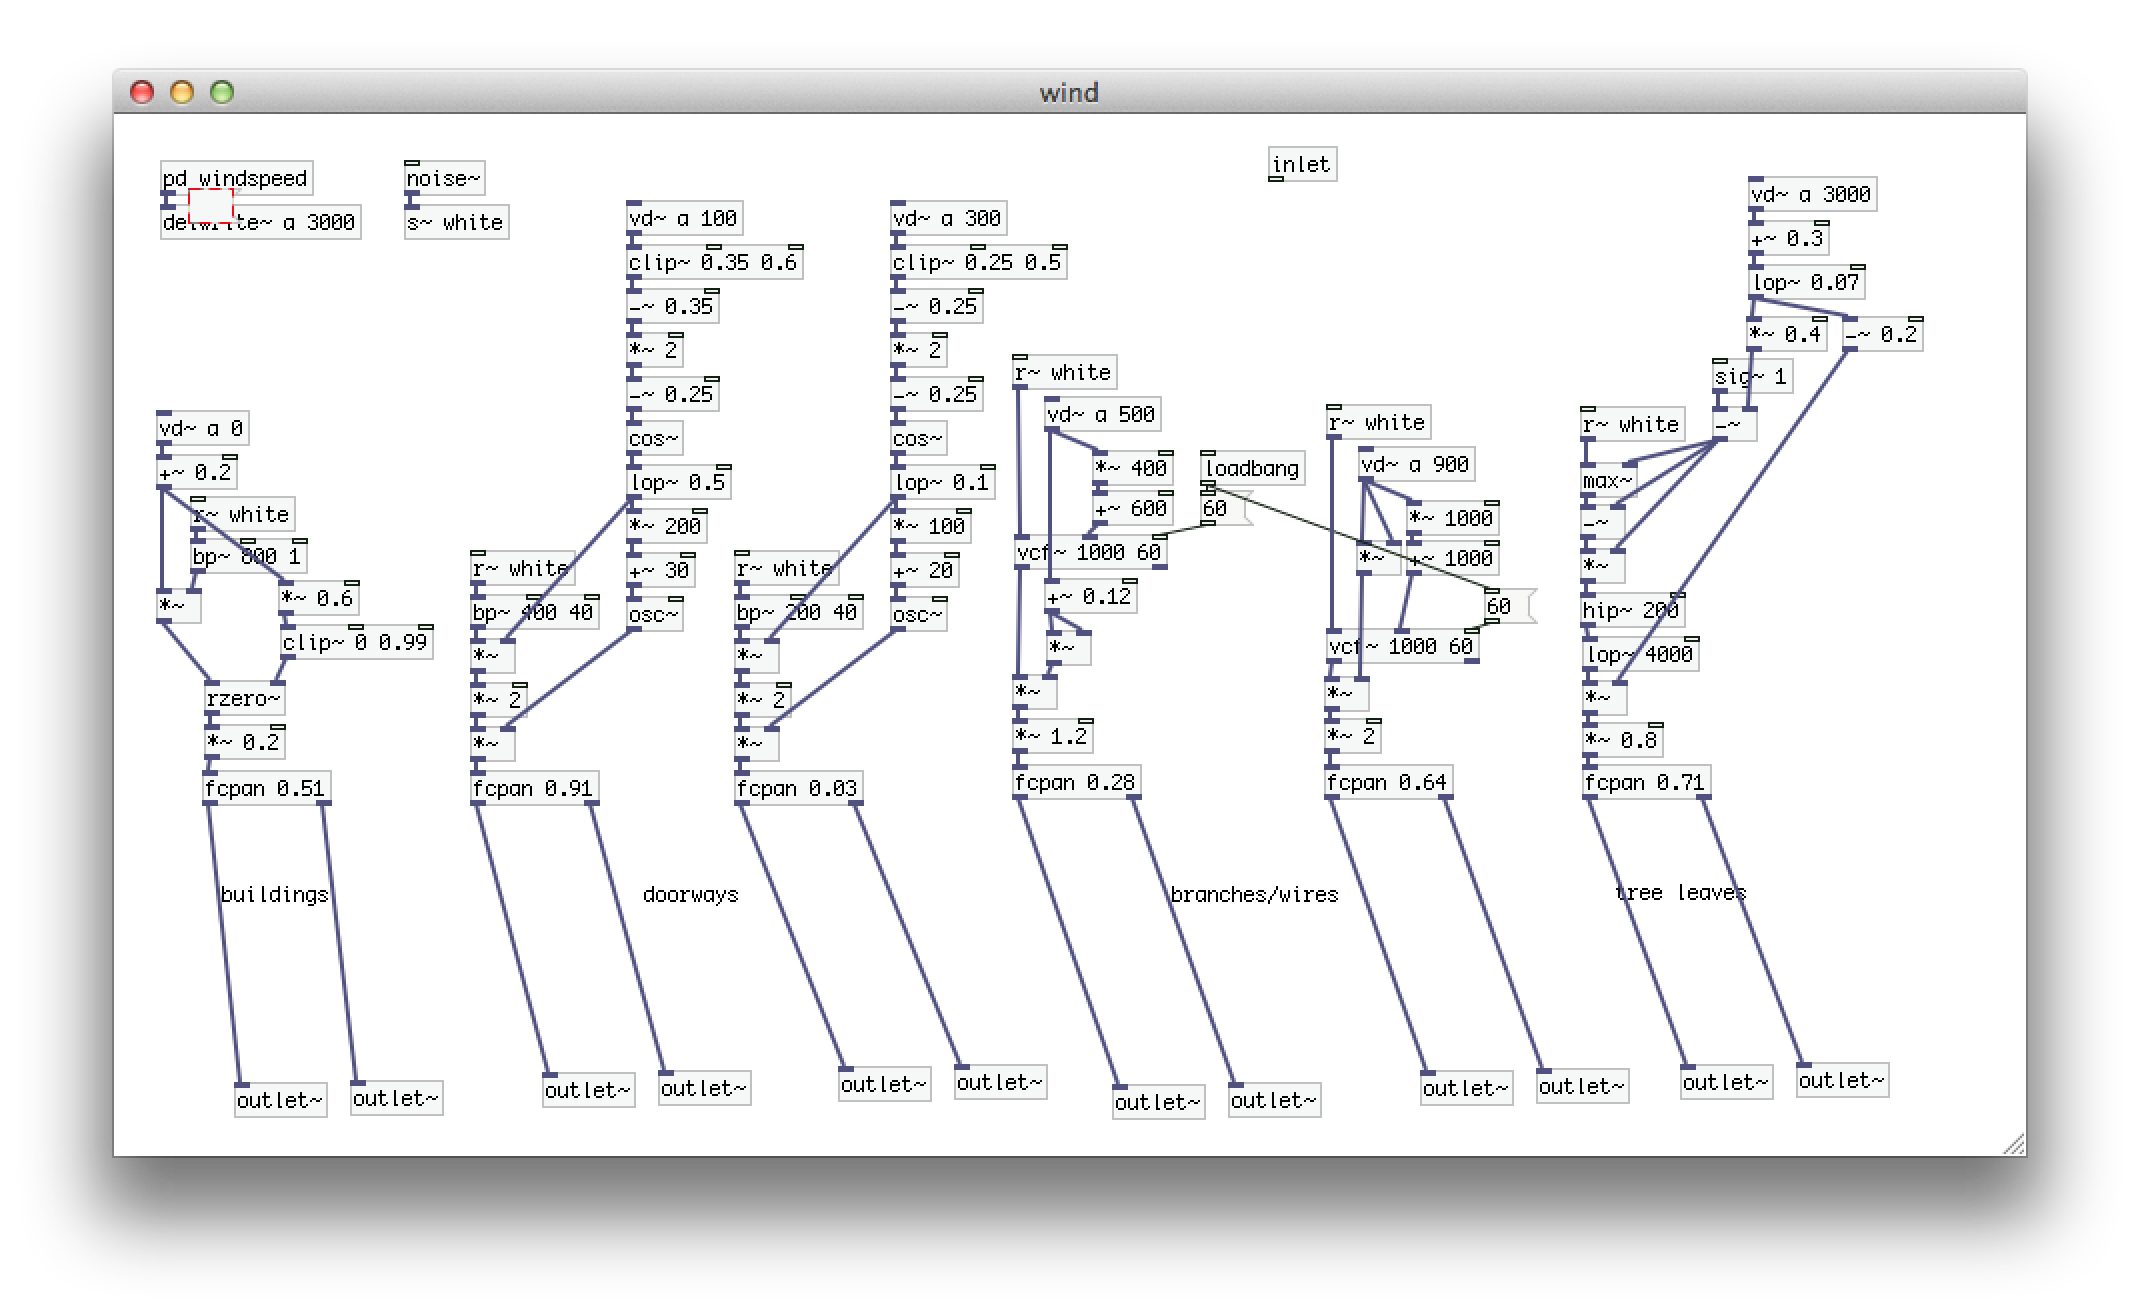 wind
pd windspeed
delwrite~ a 3000
noise~
s~ white
inlet
vd~ a 0
+~ 0.2
r~ white
bp~ 800 1
*~
*~ 0.6
clip~ 0 0.99
rzero~
*~ 0.2
fcpan 0.51
buildings
outlet~
outlet~
vd~ a 100
clip~ 0.35 0.6
-~ 0.35
*~ 2
-~ 0.25
cos~
lop~ 0.5
*~ 200
+~ 30
osc~
r~ white
bp~ 400 40
*~
*~ 2
*~
fcpan 0.91
outlet~
outlet~
doorways
vd~ a 300
clip~ 0.25 0.5
-~ 0.25
*~ 2
-~ 0.25
cos~
lop~ 0.1
*~ 100
+~ 20
osc~
r~ white
bp~ 200 40
*~
*~ 2
*~
fcpan 0.03
outlet~
outlet~
r~ white
vd~ a 500
*~ 400
+~ 600
loadbang
60
vcf~ 1000 60
+~ 0.12
*~
*~
*~ 1.2
fcpan 0.28
outlet~
outlet~
branches/wires
r~ white
vd~ a 900
*~ 1000
*~
+~ 1000
60
vcf~ 1000 60
*~
*~ 2
fcpan 0.64
outlet~
outlet~
vd~ a 3000
+~ 0.3
lop~ 0.07
*~ 0.4
-~ 0.2
sig~ 1
-~
r~ white
max~
-~
*~
hip~ 200
lop~ 4000
*~
*~ 0.8
fcpan 0.71
tree leaves
outlet~
outlet~